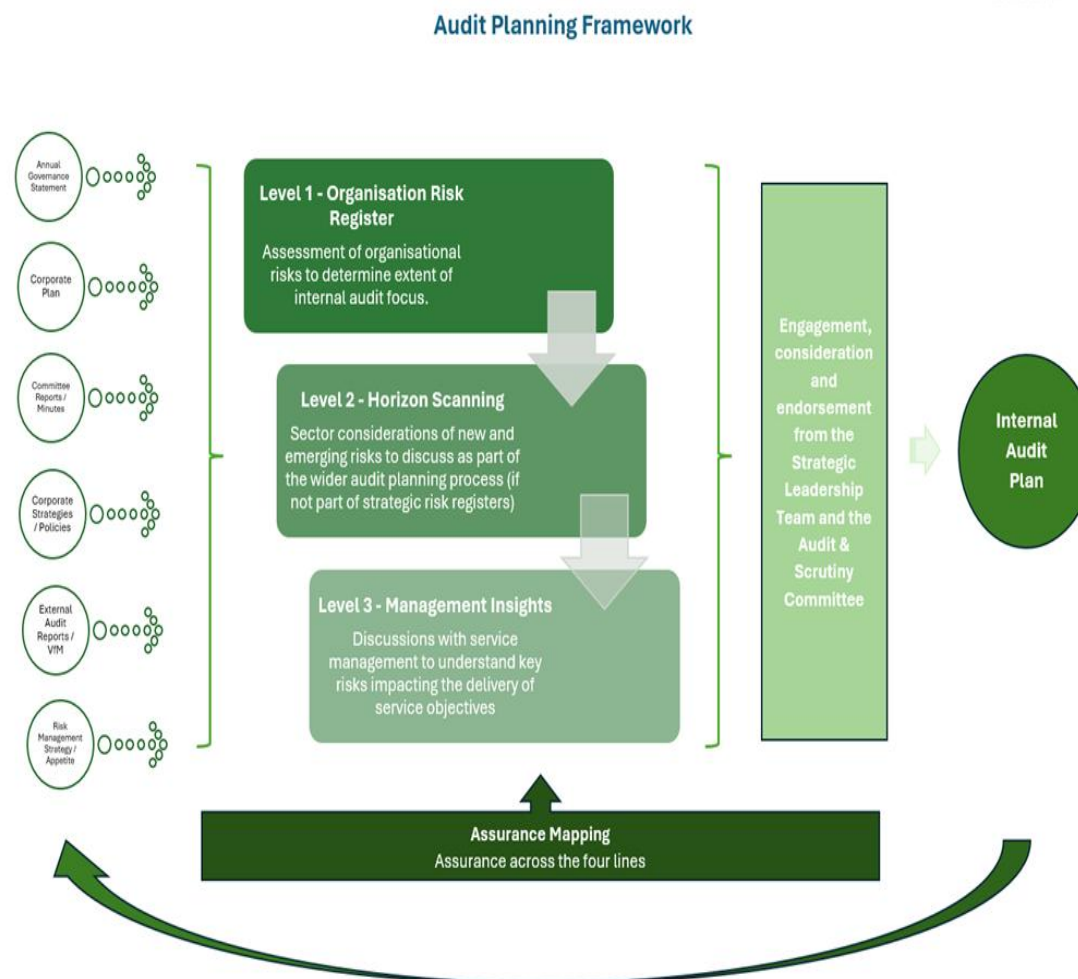 Audit Planning Framework
Annual
Governance
Statement
Corporate
Plan
Committee
Reports /
Minutes
Corporate
Strategies
/ Policies
External
Audit
Reports /
VfM
Risk
Management
Strategy /
Appetite
Level 1 - Organisation Risk
Register
Assessment of organisational
risks to determine extent of
internal audit focus.
Level 2 - Horizon Scanning
Sector considerations of new and
emerging risks to discuss as part of
the wider audit planning process (if
not part of strategic risk registers)
Level 3 - Management Insights
Discussions with service
management to understand key
risks impacting the delivery of
service objectives
Engagement,
consideration
and
endorsement
from the
Strategic
Leadership
Team and the
Audit &
Scrutiny
Committee
Internal
Audit
Plan
Assurance Mapping
Assurance across the four lines